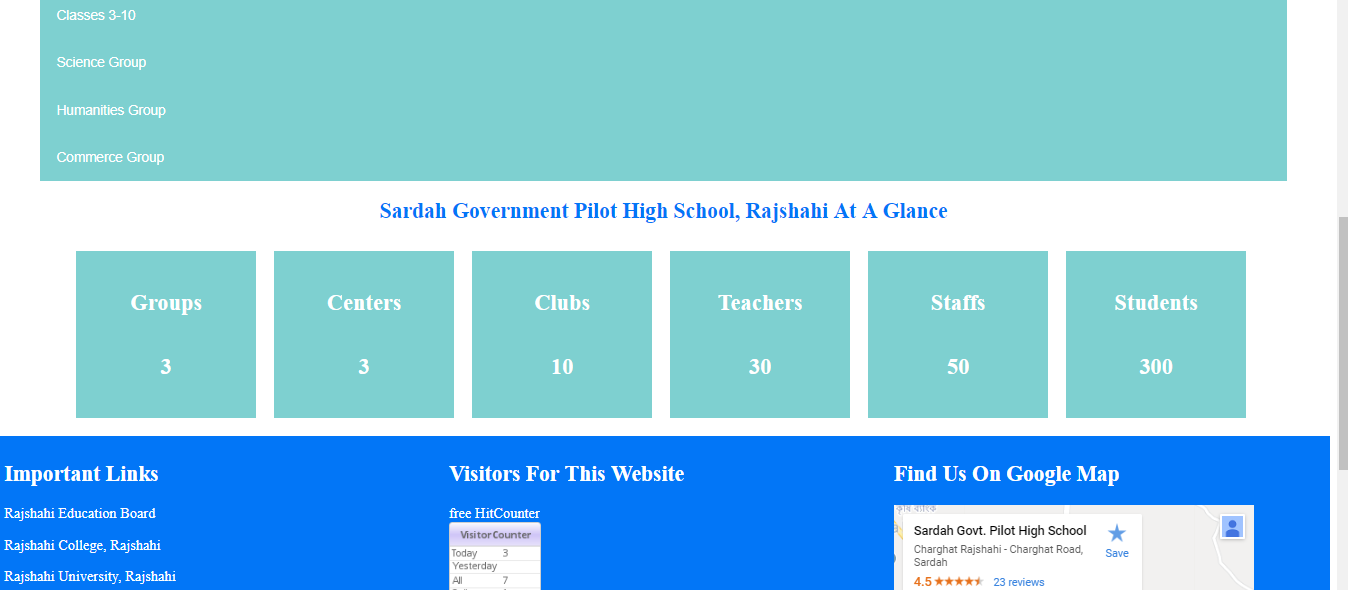 Classes 3-10
Science Group
Humanities Group
Commerce Group
Sardah Government Pilot High School, Rajshahi At A Glance
Groups
3
Centers
3
Clubs
10
Teachers
30
Staffs
50
Students
300
Important Links
Rajshahi Education Board
Rajshahi College, Rajshahi
Rajshahi University, Rajshahi
Visitors For This Website
free HitCounter
Visitor Counter
Today 3
Yesterday
All 7
Find Us On Google Map
Sardah Govt. Pilot High School
Charghat Rajshahi - Charghat Road,
Sardah
Save
4.5 23 reviews